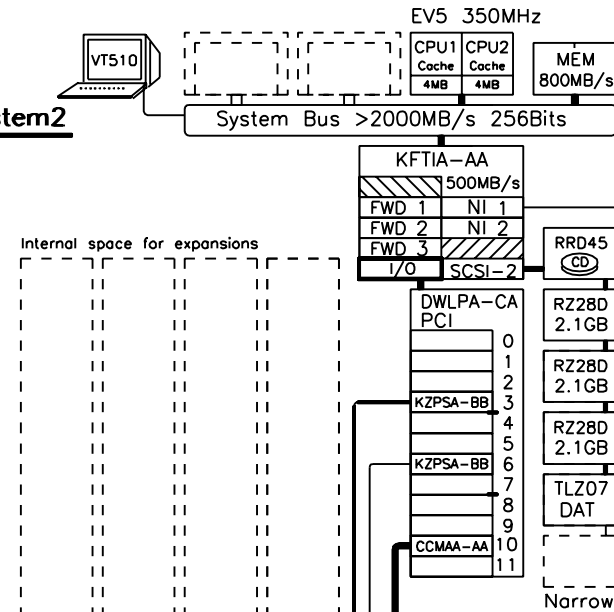 EV5 350MHz
VT510
CPU1 CPU2
Cache Cache
4MB 4MB
MEM
800MB/s
stem2
System Bus >2000MB/s 256Bits
KFTIA-AA
500MB/s
FWD 1 NI 1
FWD 2 NI 2
FWD 3
I/O SCSI-2
Internal space for expansions
RRD45
CD
DWLPA-CA
PCI
RZ28D
2.1GB
0
1
2
KZPSA-BB 3
4
5
KZPSA-BB 6
7
8
9
CCMAA-AA 10
11
RZ28D
2.1GB
RZ28D
2.1GB
TLZ07
DAT
Narrow